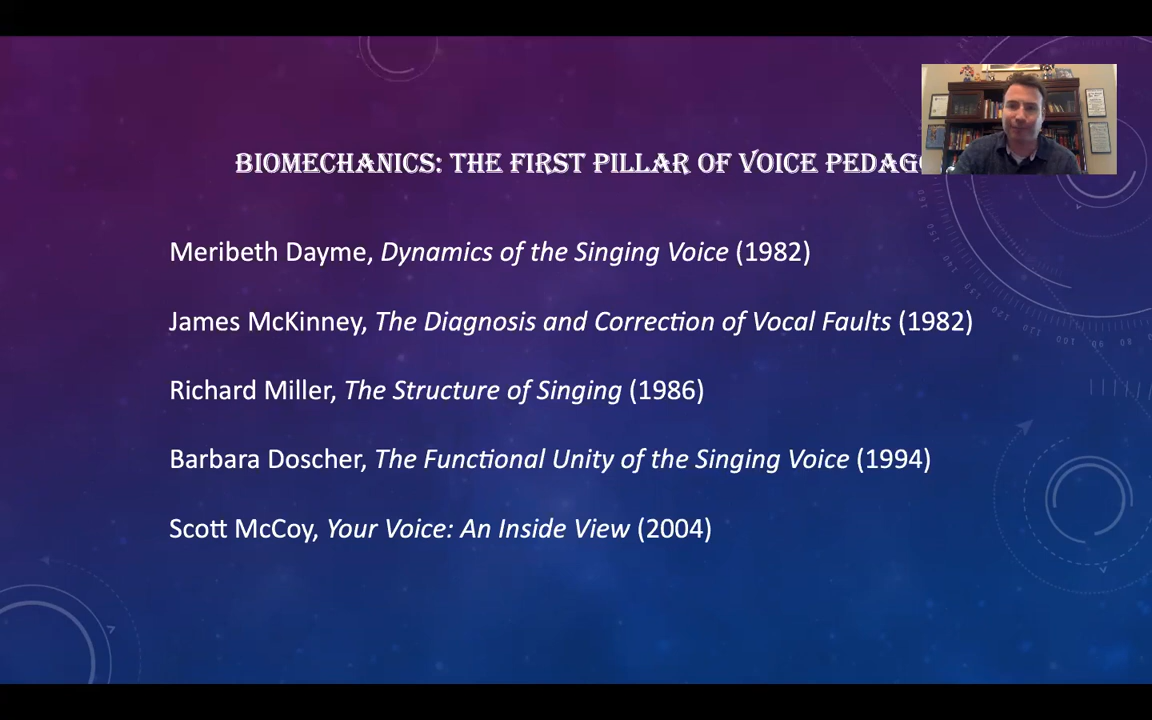 BIOMECHANICS: THE FIRST PILLAR OF VOICE
Meribeth Dayme, Dynamics of the Singing Voice (1982)
James McKinney, The Diagnosis and Correction of Vocal Faults (1982)
Richard Miller, The Structure of Singing (1986)
Barbara Doscher, The Functional Unity of the Singing Voice (1994)
Scott McCoy, Your Voice: An Inside View (2004)